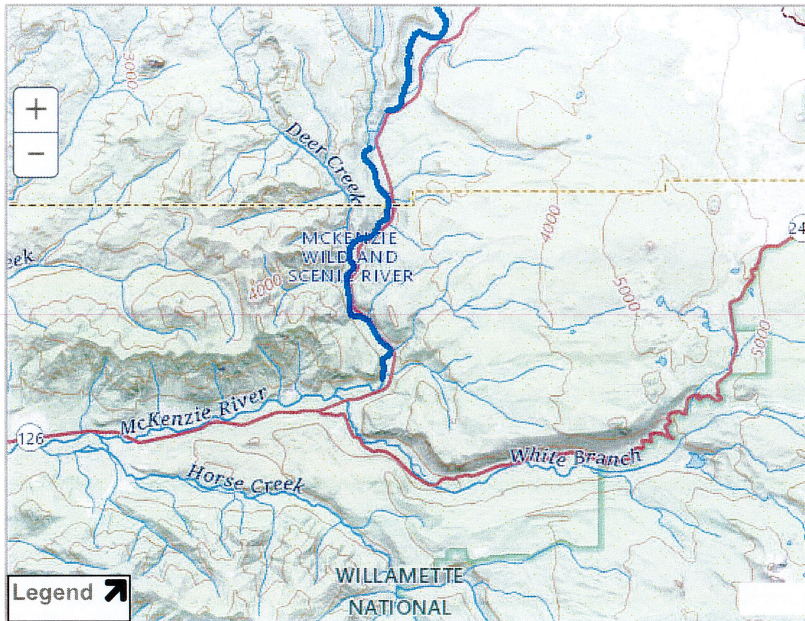 3000
+
−
Deer Creek
MCKENZIE
WILD AND
SCENIC RIVER
eek
4000
4000
5000
24
5000
McKenzie River
126
White Branch
Horse Creek
Legend
WILLAMETTE
NATIONAL